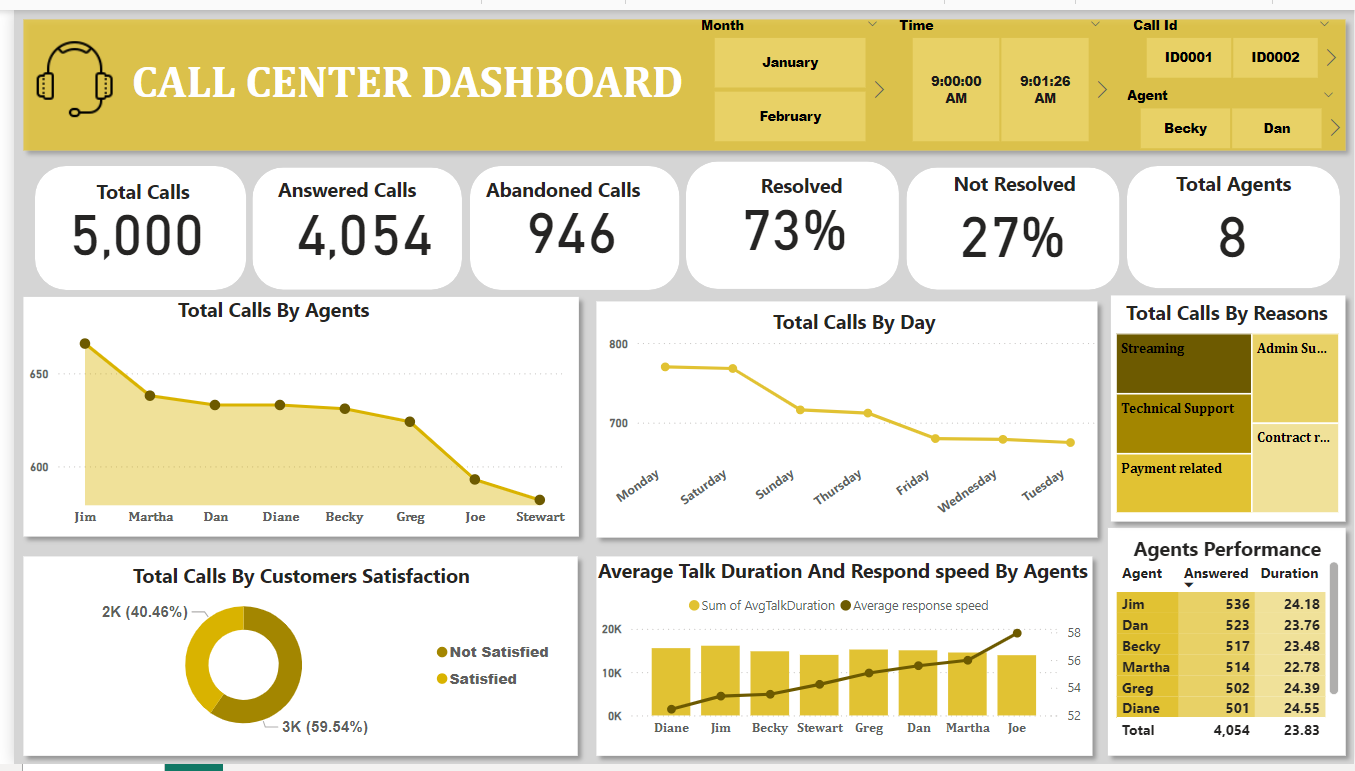 CALL CENTER DASHBOARD
Month
January
February
Time
9:00:00 AM
9:01:26 AM
Call Id
ID0001 ID0002
Agent
Becky Dan
Total Calls
5,000
Answered Calls
4,054
Abandoned Calls
946
Resolved
73%
Not Resolved
27%
Total Agents
8
Total Calls By Agents
650
600
Jim Martha Dan Diane Becky Greg Joe Stewart
Total Calls By Day
800
700
Monday Saturday Sunday Thursday Friday Wednesday Tuesday
Total Calls By Reasons
Streaming
Technical Support
Payment related
Admin Su...
Contract r...
Total Calls By Customers Satisfaction
2K (40.46%)
3K (59.54%)
Not Satisfied
Satisfied
Average Talk Duration And Respond speed By Agents
Sum of AvgTalkDuration Average response speed
20K
10K
0K
58
56
54
52
Diane Jim Becky Stewart Greg Dan Martha Joe
Agents Performance
Agent Answered Duration
Jim 536 24.18
Dan 523 23.76
Becky 517 23.48
Martha 514 22.78
Greg 502 24.39
Diane 501 24.55
Total 4,054 23.83